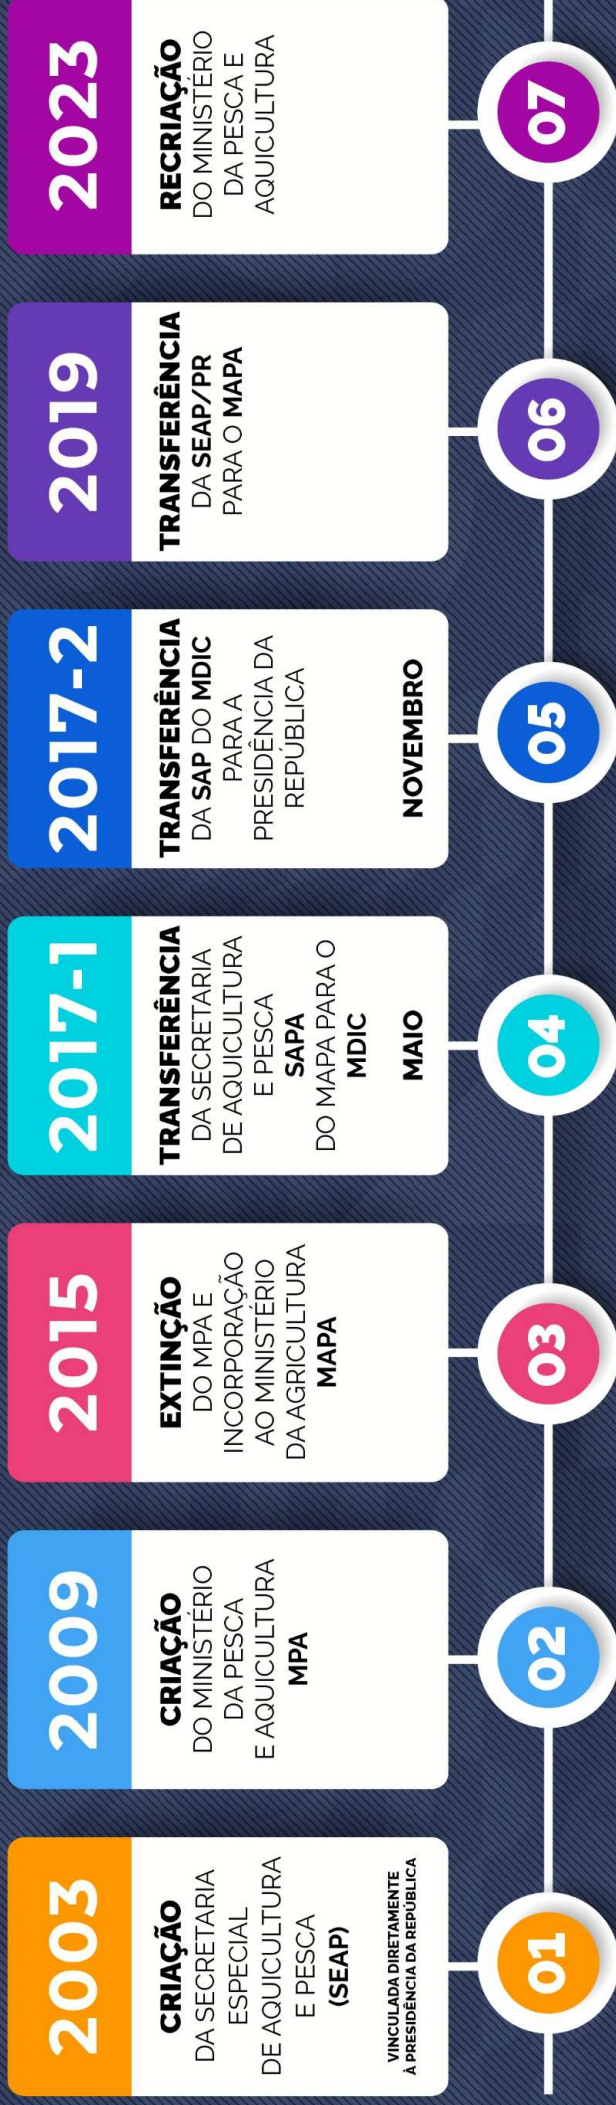 2003
CRIAÇÃO
DA SECRETARIA
ESPECIAL
DE AQUICULTURA
E PESCA
(SEAP)
VINCULADA DIRETAMENTE
À PRESIDÊNCIA DA REPÚBLICA
01
2009
CRIAÇÃO
DO MINISTÉRIO
DA PESCA
E AQUICULTURA
MPA
02
2015
EXTINÇÃO
DO MPA E
INCORPORAÇÃO
AO MINISTÉRIO
DA AGRICULTURA
MAPA
03
2017-1
TRANSFERÊNCIA
DA SECRETARIA
DE AQUICULTURA
E PESCA
SAPA
DO MAPA PARA O
MDIC
MAIO
04
2017-2
TRANSFERÊNCIA
DA SAP DO MDIC
PARA A
PRESIDÊNCIA DA
REPÚBLICA
NOVEMBRO
05
2019
TRANSFERÊNCIA
DA SEAP/PR
PARA O MAPA
06
2023
RECRIAÇÃO
DO MINISTÉRIO
DA PESCA E
AQUICULTURA
07